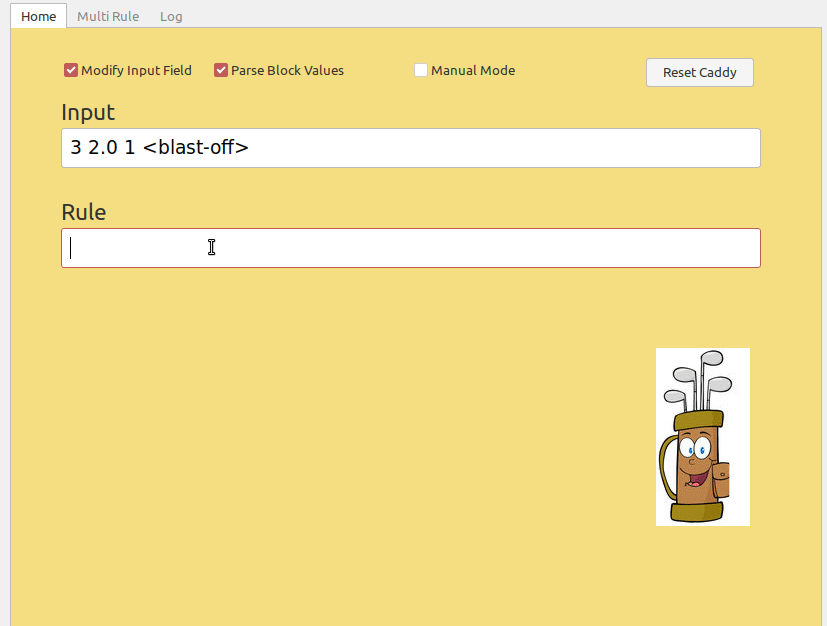 Home Multi Rule Log
Modify Input Field Parse Block Values Manual Mode Reset Caddy
Input
3 2.0 1 <blast-off>
Rule